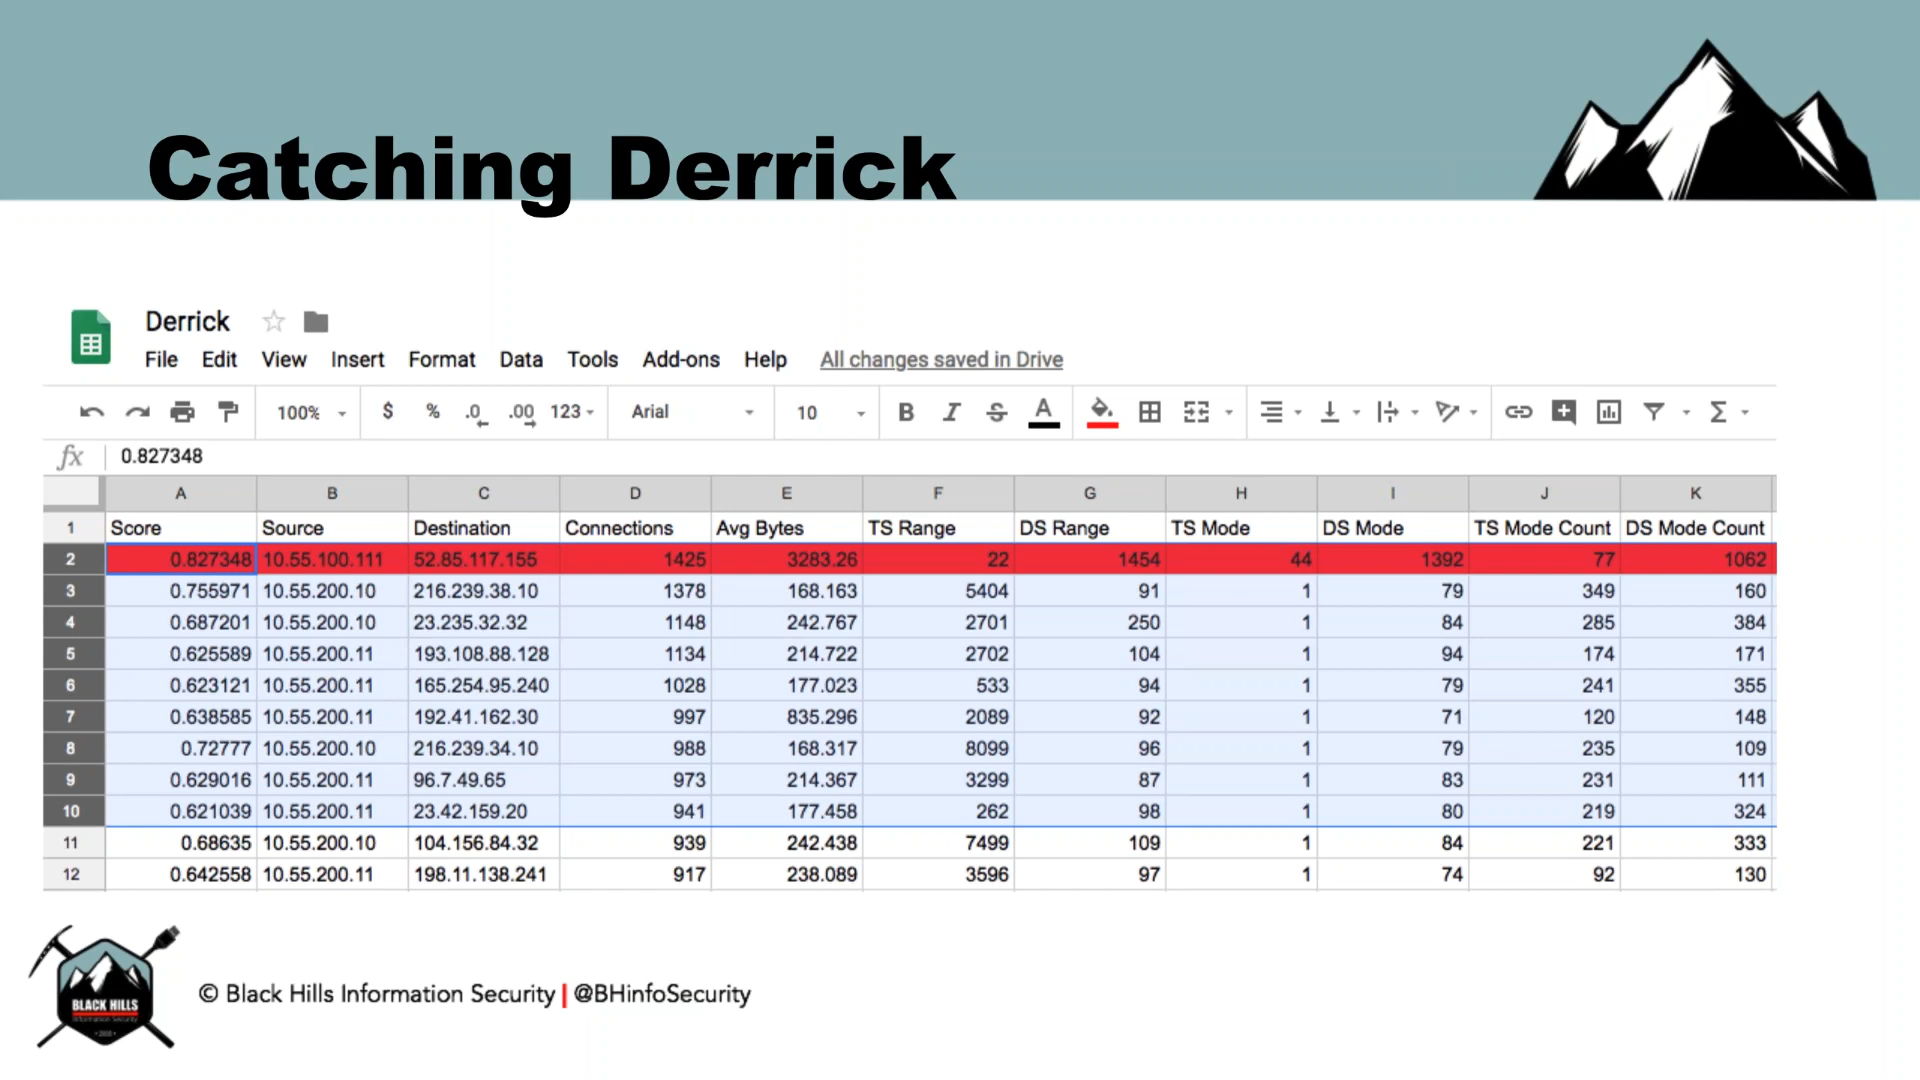 Catching Derrick
Derrick
File Edit View Insert Format Data Tools Add-ons Help All changes saved in Drive
100% $ % .0 .00 123 Arial 10 B I S A
fx 0.827348
A B C D E F G H I J K
1 Score Source Destination Connections Avg Bytes TS Range DS Range TS Mode DS Mode TS Mode Count DS Mode Count
2 0.827348 10.55.100.111 52.85.117.155 1425 3283.26 22 1454 44 1392 77 1062
3 0.755971 10.55.200.10 216.239.38.10 1378 168.163 5404 91 1 79 349 160
4 0.687201 10.55.200.10 23.235.32.32 1148 242.767 2701 250 1 84 285 384
5 0.625589 10.55.200.11 193.108.88.128 1134 214.722 2702 104 1 94 174 171
6 0.623121 10.55.200.11 165.254.95.240 1028 177.023 533 94 1 79 241 355
7 0.638585 10.55.200.11 192.41.162.30 997 835.296 2089 92 1 71 120 148
8 0.72777 10.55.200.10 216.239.34.10 988 168.317 8099 96 1 79 235 109
9 0.629016 10.55.200.11 96.7.49.65 973 214.367 3299 87 1 83 231 111
10 0.621039 10.55.200.11 23.42.159.20 941 177.458 262 98 1 80 219 324
11 0.68635 10.55.200.10 104.156.84.32 939 242.438 7499 109 1 84 221 333
12 0.642558 10.55.200.11 198.11.138.241 917 238.089 3596 97 1 74 92 130
BLACK HILLS
Information Security
© Black Hills Information Security | @BHinfoSecurity